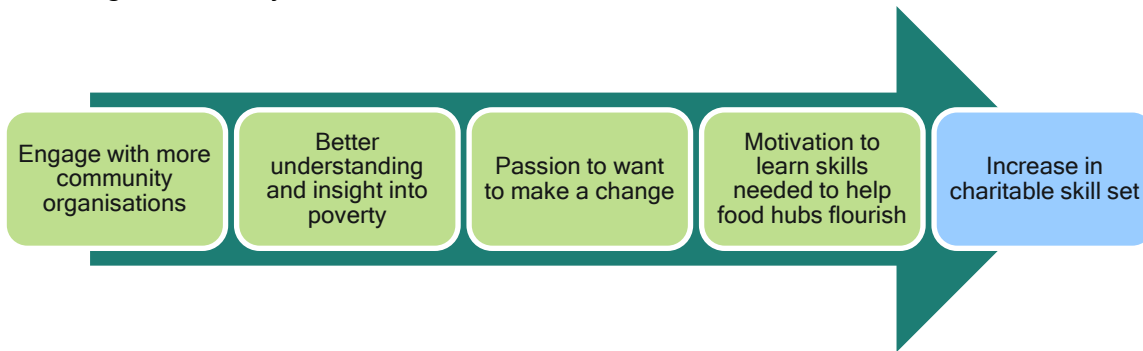 Engage with more
community
organisations
Better
understanding
and insight into
poverty
Passion to want
to make a change
Motivation to
learn skills
needed to help
food hubs flourish
Increase in
charitable skill set